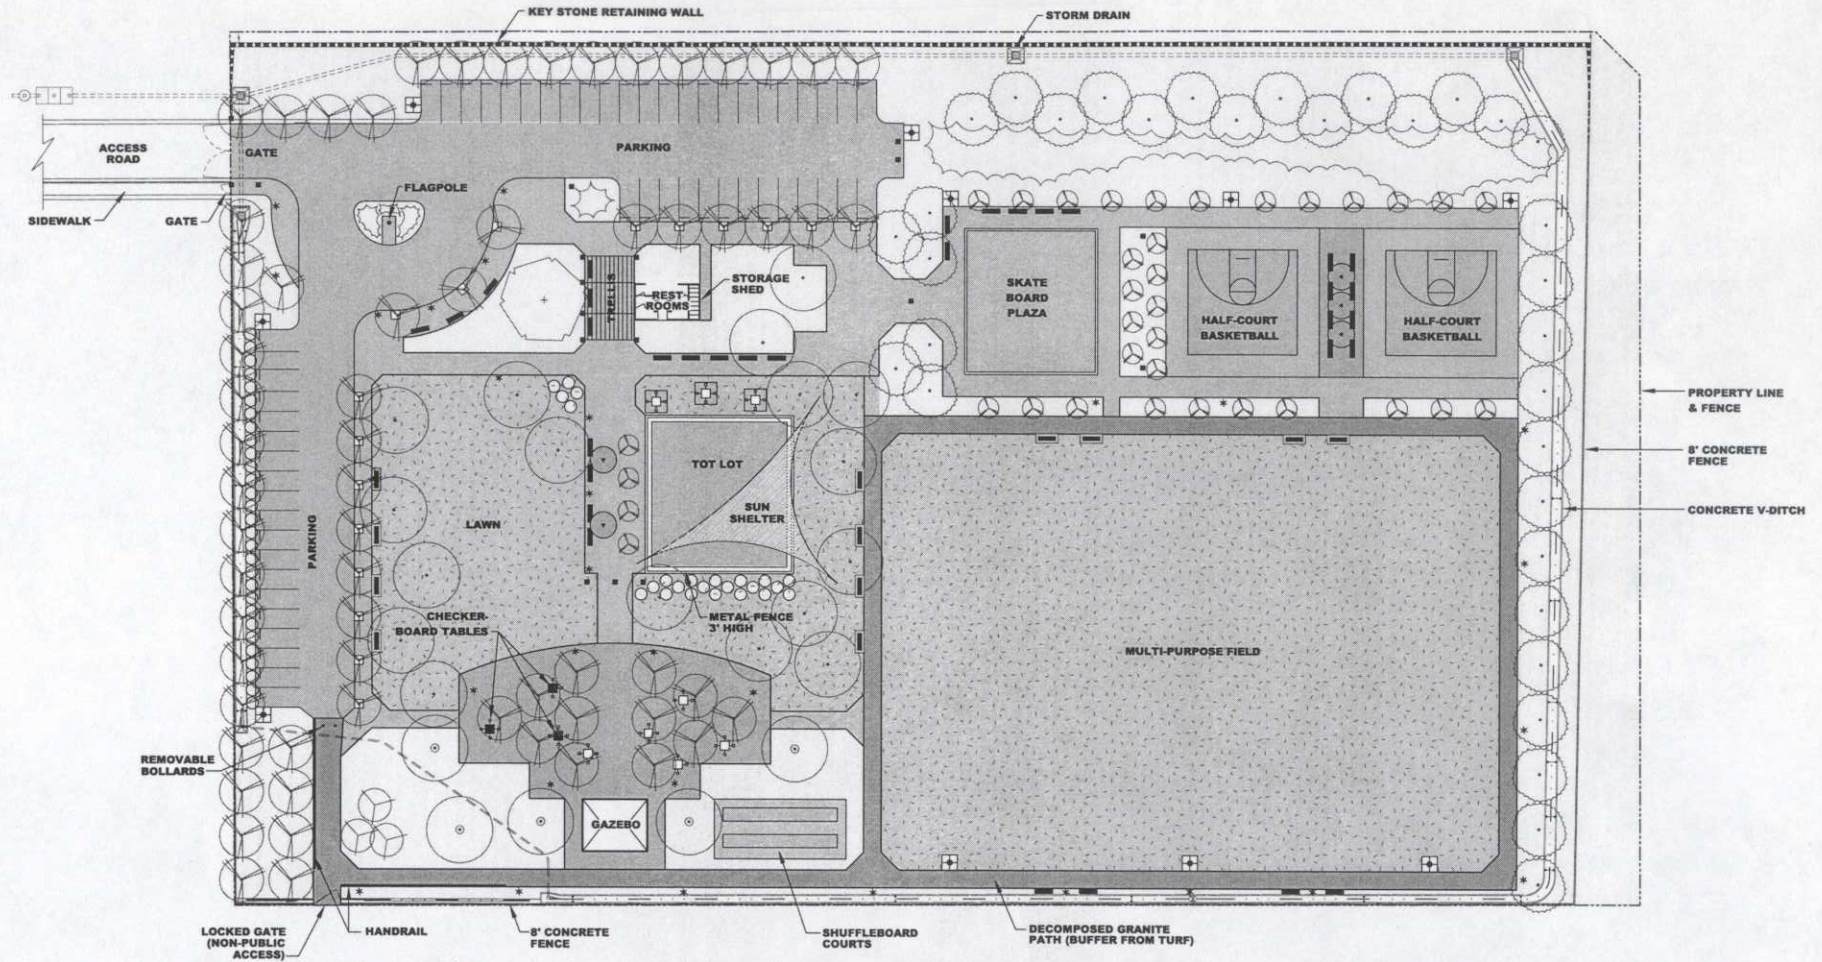 KEY STONE RETAINING WALL
STORM DRAIN
ACCESS
ROAD
GATE
PARKING
FLAGPOLE
SIDEWALK
GATE
TRELLIS
REST-
ROOMS
STORAGE
SHED
SKATE
BOARD
PLAZA
HALF-COURT
BASKETBALL
HALF-COURT
BASKETBALL
PROPERTY LINE
& FENCE
8' CONCRETE
FENCE
CONCRETE V-DITCH
TOT LOT
SUN
SHELTER
LAWN
PARKING
CHECKER-
BOARD TABLES
METAL FENCE
3' HIGH
MULTI-PURPOSE FIELD
REMOVABLE
BOLLARDS
GAZEBO
LOCKED GATE
(NON-PUBLIC
ACCESS)
HANDRAIL
8' CONCRETE
FENCE
SHUFFLEBOARD
COURTS
DECOMPOSED GRANITE
PATH (BUFFER FROM TURF)